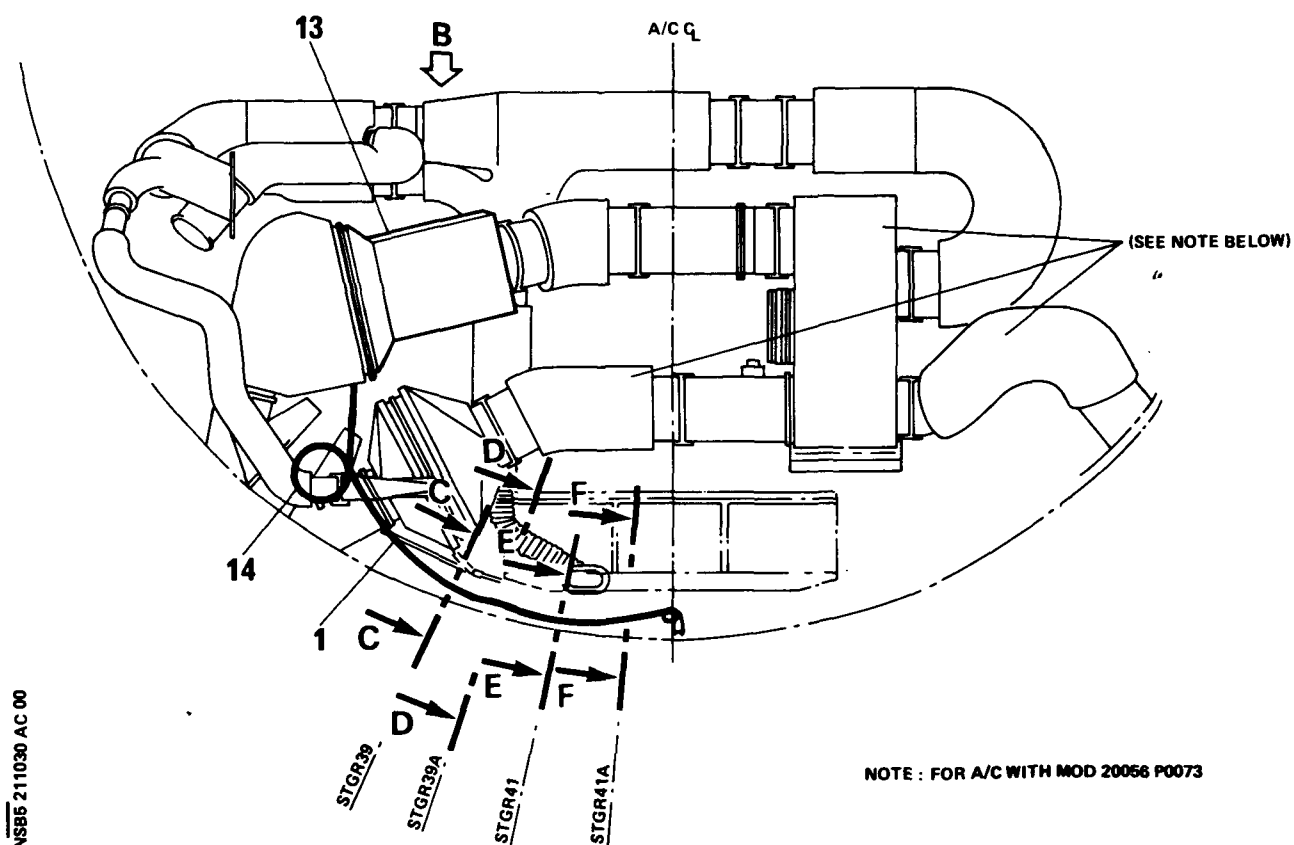 13
B
A/C CL
(SEE NOTE BELOW)
D
C
F
E
14
1
C
D
E
F
STGR39
STGR39A
STGR41
STGR41A
NOTE : FOR A/C WITH MOD 20056 P0073
NSB5 211030 AC 00